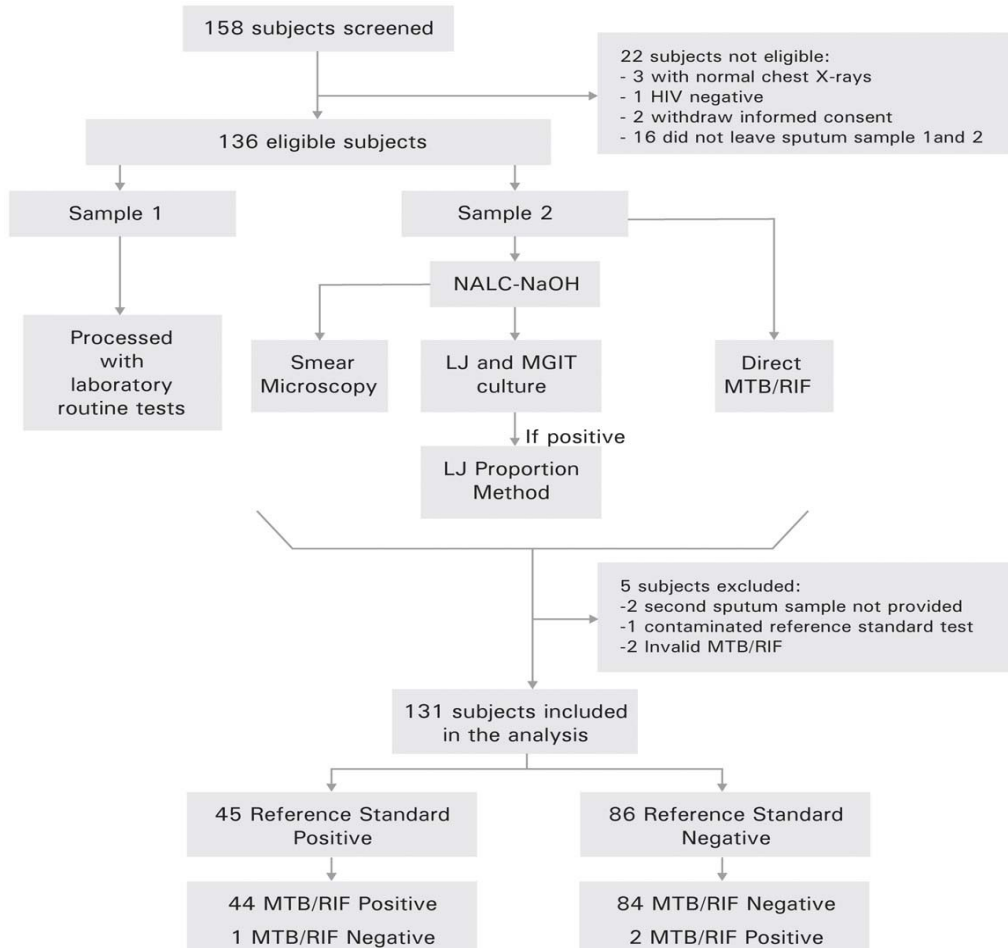 158 subjects screened
22 subjects not eligible:
- 3 with normal chest X-rays
- 1 HIV negative
- 2 withdraw informed consent
- 16 did not leave sputum sample 1and 2
136 eligible subjects
Sample 1
Sample 2
NALC-NaOH
Processed
with
laboratory
routine tests
Smear
Microscopy
LJ and MGIT
culture
Direct
MTB/RIF
If positive
LJ Proportion
Method
5 subjects excluded:
-2 second sputum sample not provided
-1 contaminated reference standard test
-2 Invalid MTB/RIF
131 subjects included
in the analysis
45 Reference Standard
Positive
86 Reference Standard
Negative
44 MTB/RIF Positive
1 MTB/RIF Negative
84 MTB/RIF Negative
2 MTB/RIF Positive